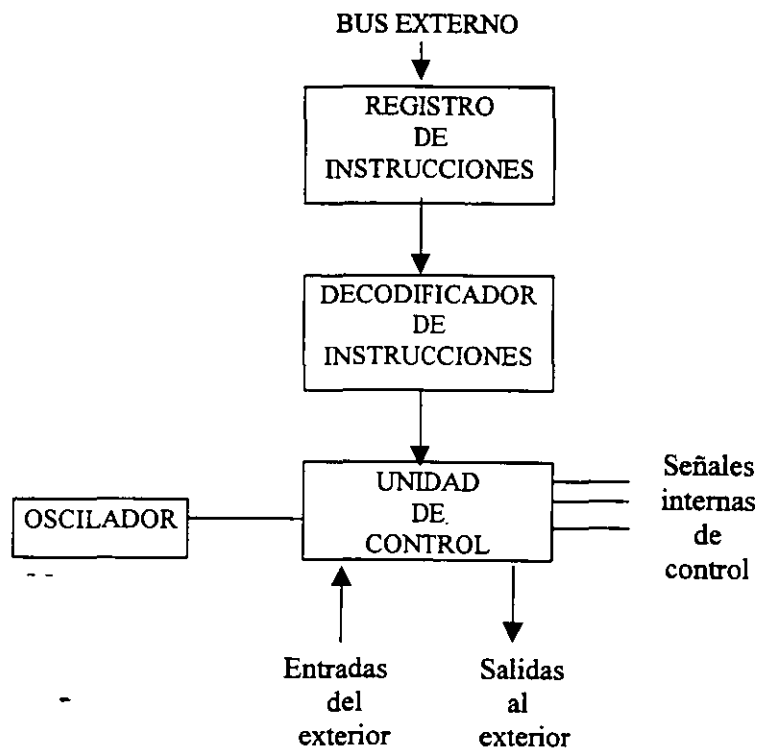 BUS EXTERNO
REGISTRO
DE
INSTRUCCIONES
DECODIFICADOR
DE
INSTRUCCIONES
UNIDAD
DE.
CONTROL
OSCILADOR
Señales
internas
de
control
Entradas
del
exterior
Salidas
al
exterior